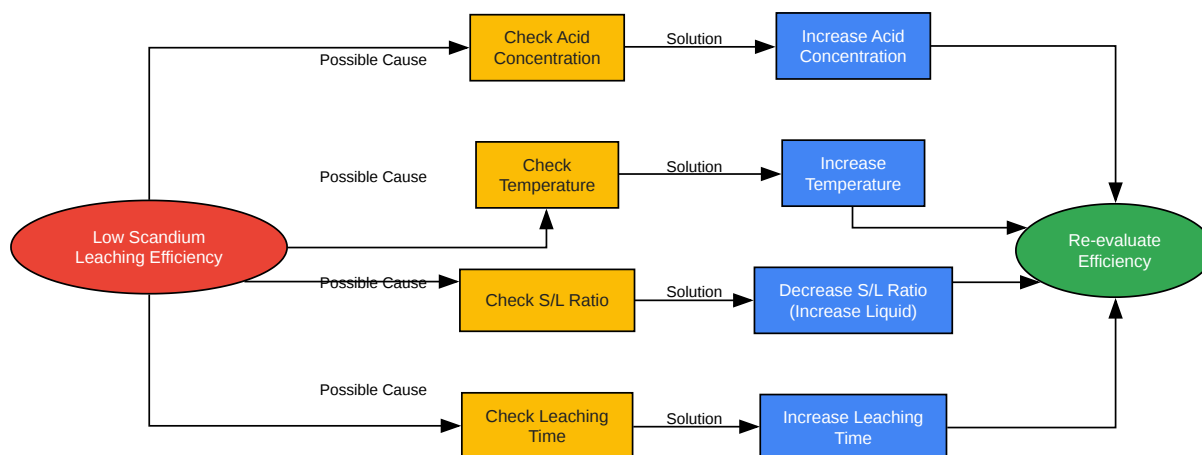 Check Acid
Concentration
Solution
Increase Acid
Concentration
Possible Cause
Check
Temperature
Solution
Increase
Temperature
Possible Cause
Low Scandium
Leaching Efficiency
Re-evaluate
Efficiency
Possible Cause
Check S/L Ratio
Solution
Decrease S/L Ratio
(Increase Liquid)
Possible Cause
Check Leaching
Time
Solution
Increase Leaching
Time